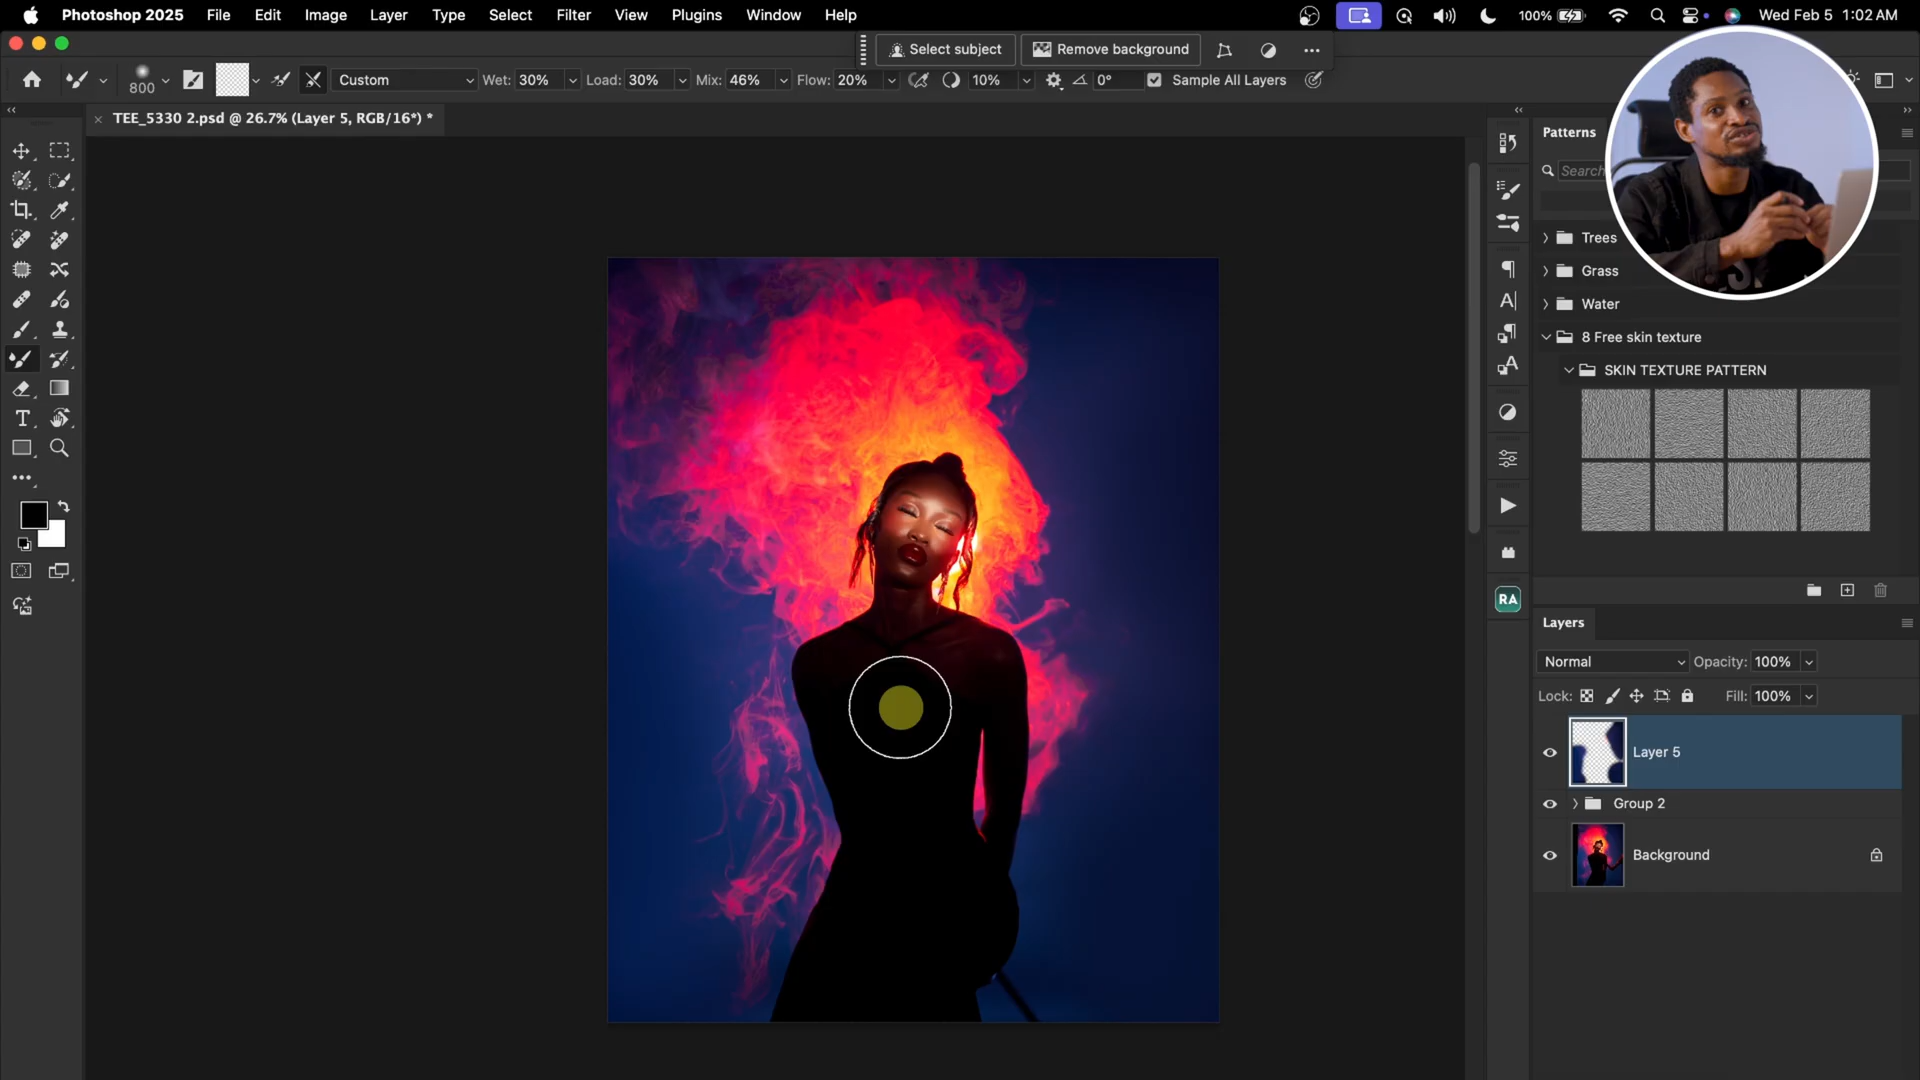 Photoshop 2025 File Edit Image Layer Type Select Filter View Plugins Window Help 100% Wed Feb 5 1:02 AM
Select subject Remove background
800 Custom Wet: 30% Load: 30% Mix: 46% Flow: 20% 10% 0° Sample All Layers
TEE_5330 2.psd @ 26.7% (Layer 5, RGB/16*) *
Patterns
Search
Trees
Grass
Water
8 Free skin texture
SKIN TEXTURE PATTERN
RA
Layers
Normal Opacity: 100%
Lock: Fill: 100%
Layer 5
Group 2
Background